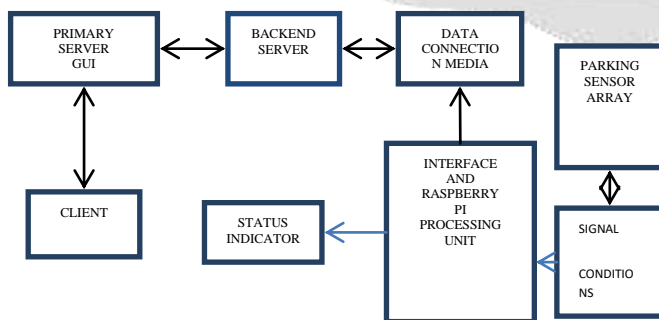 PRIMARY
SERVER
GUI
BACKEND
SERVER
DATA
CONNECTIO
N MEDIA
PARKING
SENSOR
ARRAY
CLIENT
STATUS
INDICATOR
INTERFACE
AND
RASPBERRY
PI
PROCESSING
UNIT
SIGNAL
CONDITIO
NS